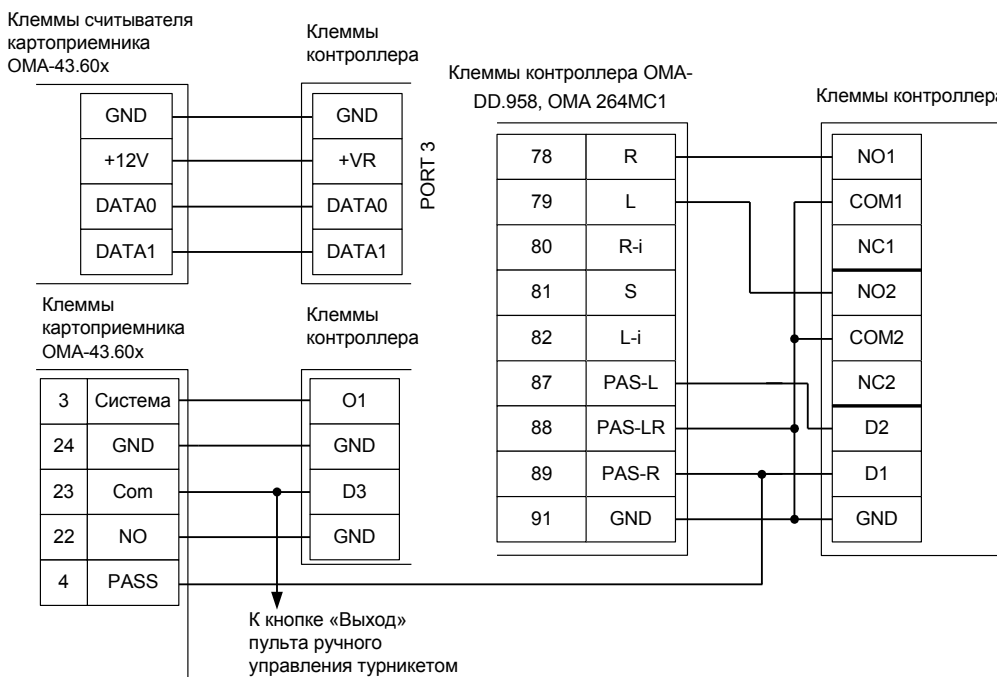 Клеммы считывателя
картоприемника
ОМА-43.60x
Клеммы
контроллера
GND
GND
+12V
+VR
DATA0
DATA0
DATA1
DATA1
PORT 3
Клеммы
картоприемника
ОМА-43.60x
Клеммы
контроллера
3 Система
O1
24 GND
GND
23 Com
D3
22 NO
GND
4 PASS
К кнопке «Выход»
пульта ручного
управления турникетом
Клеммы контроллера ОМА-
DD.958, ОМА 264MC1
Клеммы контроллера
78 R
NO1
79 L
COM1
80 R-i
NC1
81 S
NO2
82 L-i
COM2
87 PAS-L
NC2
88 PAS-LR
D2
89 PAS-R
D1
91 GND
GND